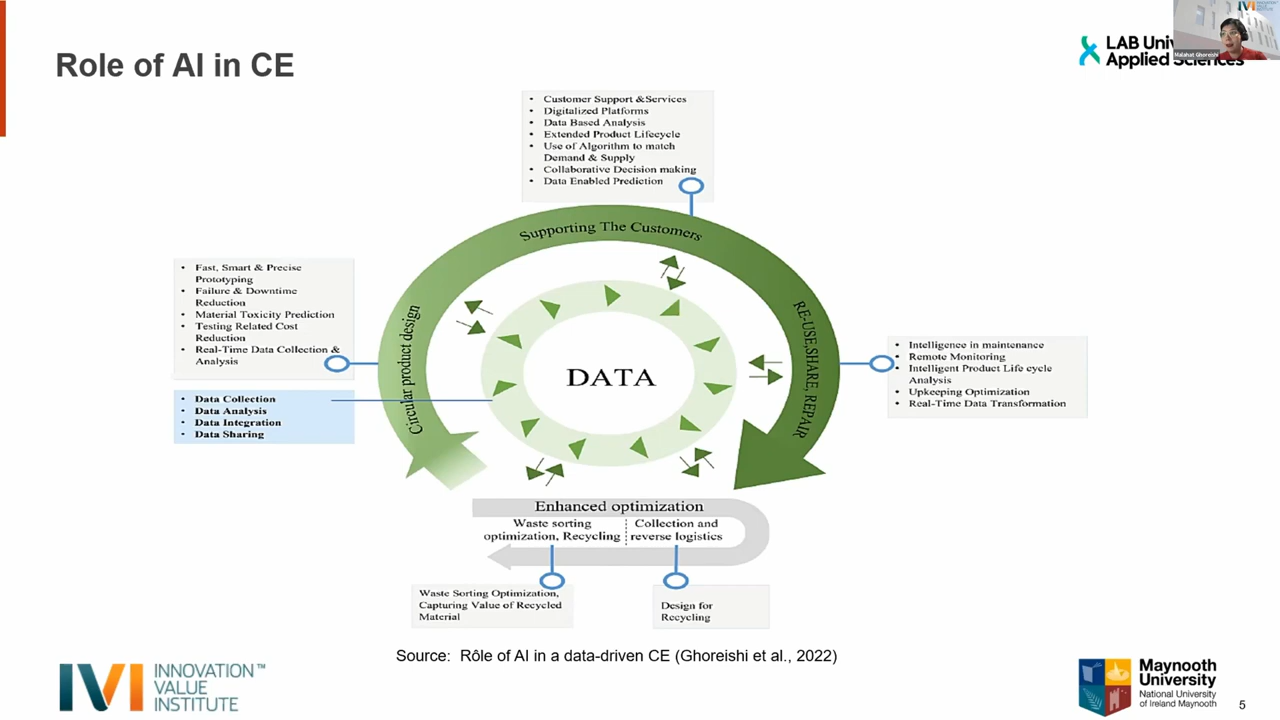 Role of AI in CE
LAB Uni
Applied Sciences
Malahat Ghoreishi
IVI
• Customer Support &Services
• Digitalized Platforms
• Data Based Analysis
• Extended Product Lifecycle
• Use of Algorithm to match
Demand & Supply
• Collaborative Decision making
• Data Enabled Prediction
Supporting The Customers
• Fast, Smart & Precise
Prototyping
• Failure & Downtime
Reduction
• Material Toxicity Prediction
• Testing Related Cost
Reduction
• Real-Time Data Collection &
Analysis
Circular product design
• Data Collection
• Data Analysis
• Data Integration
• Data Sharing
DATA
RE-USE,SHARE, REPAIR
• Intelligence in maintenance
• Remote Monitoring
• Intelligent Product Life cycle
Analysis
• Upkeeping Optimization
• Real-Time Data Transformation
Enhanced optimization
Waste sorting
optimization, Recycling
Collection and
reverse logistics
Waste Sorting Optimization,
Capturing Value of Recycled
Material
Design for
Recycling
Source: Rôle of AI in a data-driven CE (Ghoreishi et al., 2022)
IVI
INNOVATION™
VALUE
INSTITUTE
Maynooth
University
National University
of Ireland Maynooth
5